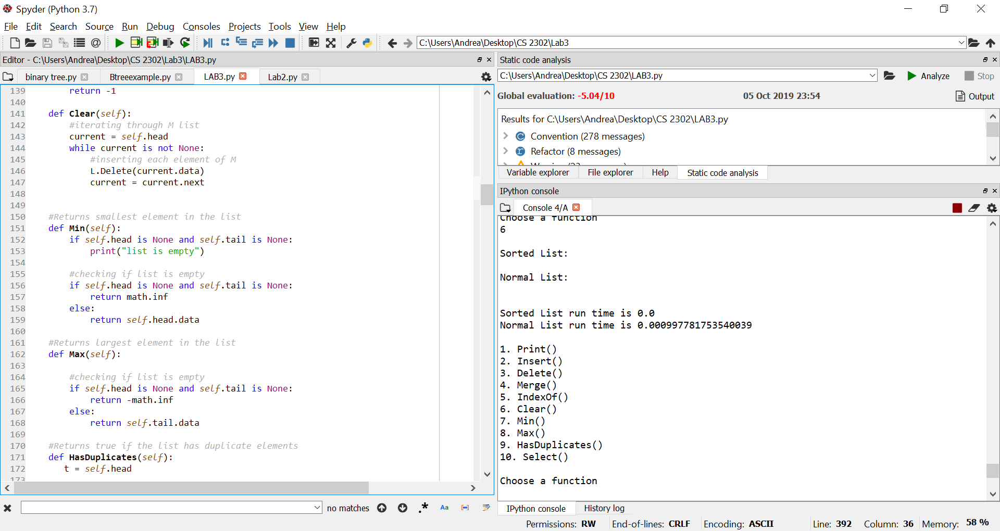 Spyder (Python 3.7)
File Edit Search Source Run Debug Consoles Projects Tools View Help
C:\Users\Andrea\Desktop\CS 2302\Lab3
Editor - C:\Users\Andrea\Desktop\CS 2302\Lab3\LAB3.py
binary tree.py Btreeexample.py LAB3.py Lab2.py
139 return -1
140
141 def Clear(self):
142 #iterating through M list
143 current = self.head
144 while current is not None:
145 #inserting each element of M
146 L.Delete(current.data)
147 current = current.next
148
149
150 #Returns smallest element in the list
151 def Min(self):
152 if self.head is None and self.tail is None:
153 print("list is empty")
154
155 #checking if list is empty
156 if self.head is None and self.tail is None:
157 return math.inf
158 else:
159 return self.head.data
160
161 #Returns largest element in the list
162 def Max(self):
163
164 #checking if list is empty
165 if self.head is None and self.tail is None:
166 return -math.inf
167 else:
168 return self.tail.data
169
170 #Returns true if the list has duplicate elements
171 def HasDuplicates(self):
172 t = self.head
173
no matches .* Aa
Static code analysis
C:\Users\Andrea\Desktop\CS 2302\LAB3.py Analyze Stop
Global evaluation: -5.04/10 05 Oct 2019 23:54 Output
Results for C:\Users\Andrea\Desktop\CS 2302\LAB3.py
Convention (278 messages)
Refactor (8 messages)
Variable explorer File explorer Help Static code analysis
IPython console
Console 4/A
Choose a function
6
Sorted List:
Normal List:
Sorted List run time is 0.0
Normal List run time is 0.000997781753540039
1. Print()
2. Insert()
3. Delete()
4. Merge()
5. IndexOf()
6. Clear()
7. Min()
8. Max()
9. HasDuplicates()
10. Select()
Choose a function
IPython console History log
Permissions: RW End-of-lines: CRLF Encoding: ASCII Line: 392 Column: 36 Memory: 58 %